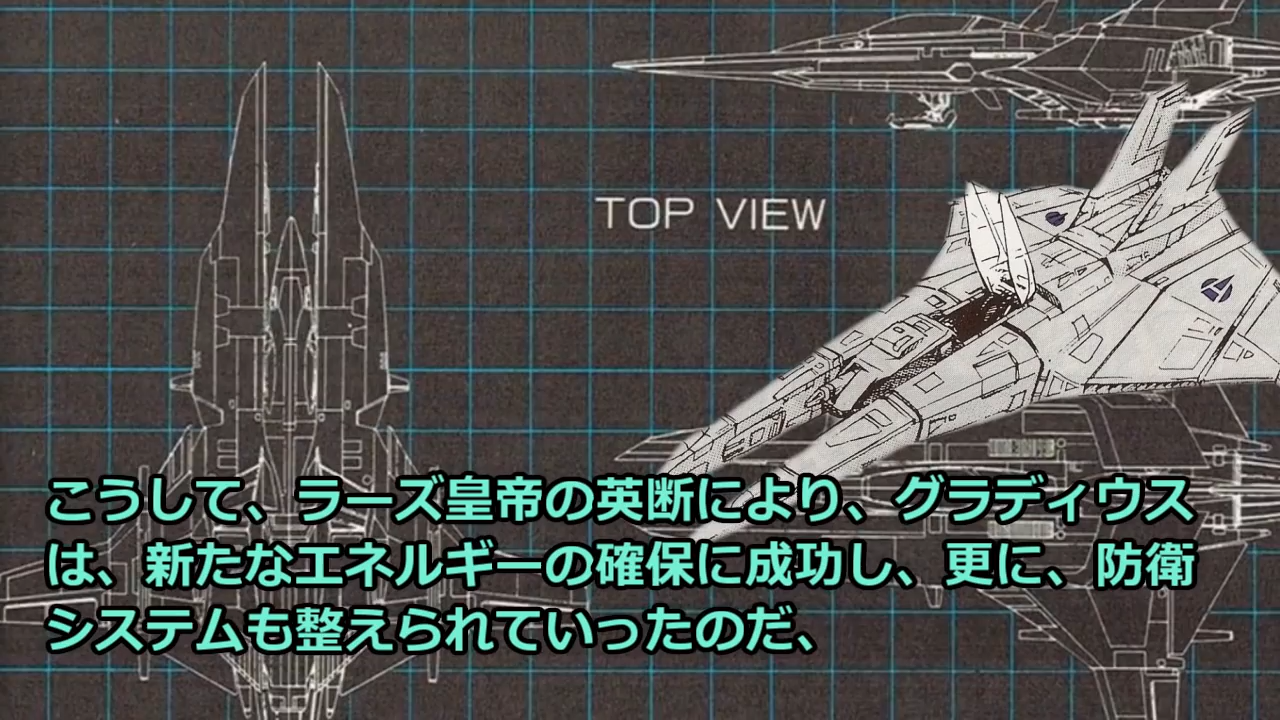 TOP VIEW
こうして、ラーズ皇帝の英断により、グラディウス
は、新たなエネルギーの確保に成功し、更に、防衛
システムも整えられていったのだ、